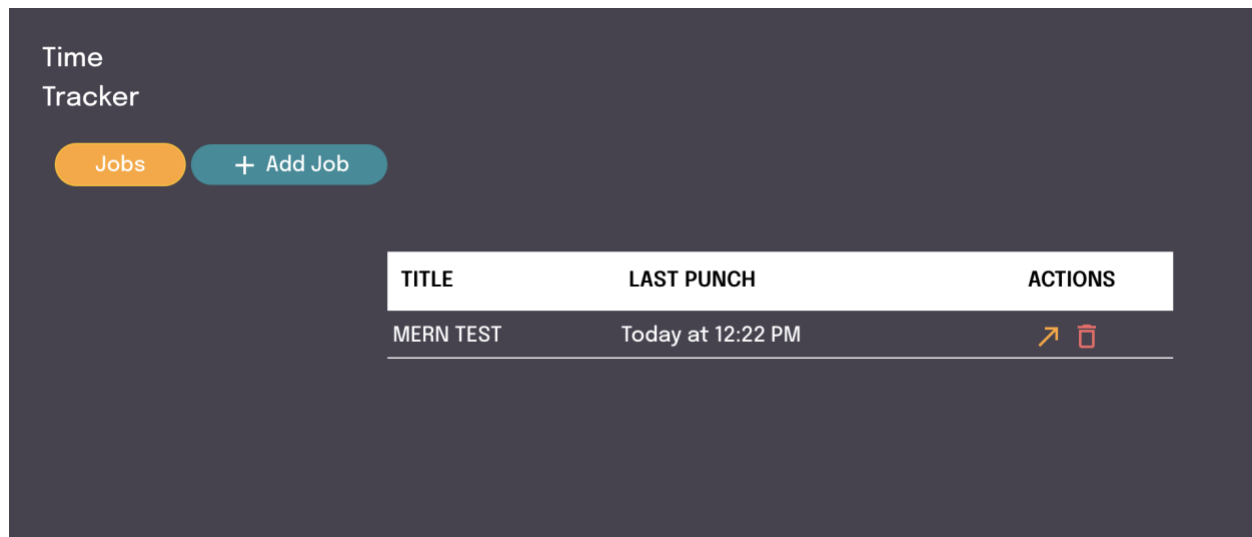 Time
Tracker
Jobs + Add Job
TITLE LAST PUNCH ACTIONS
MERN TEST Today at 12:22 PM